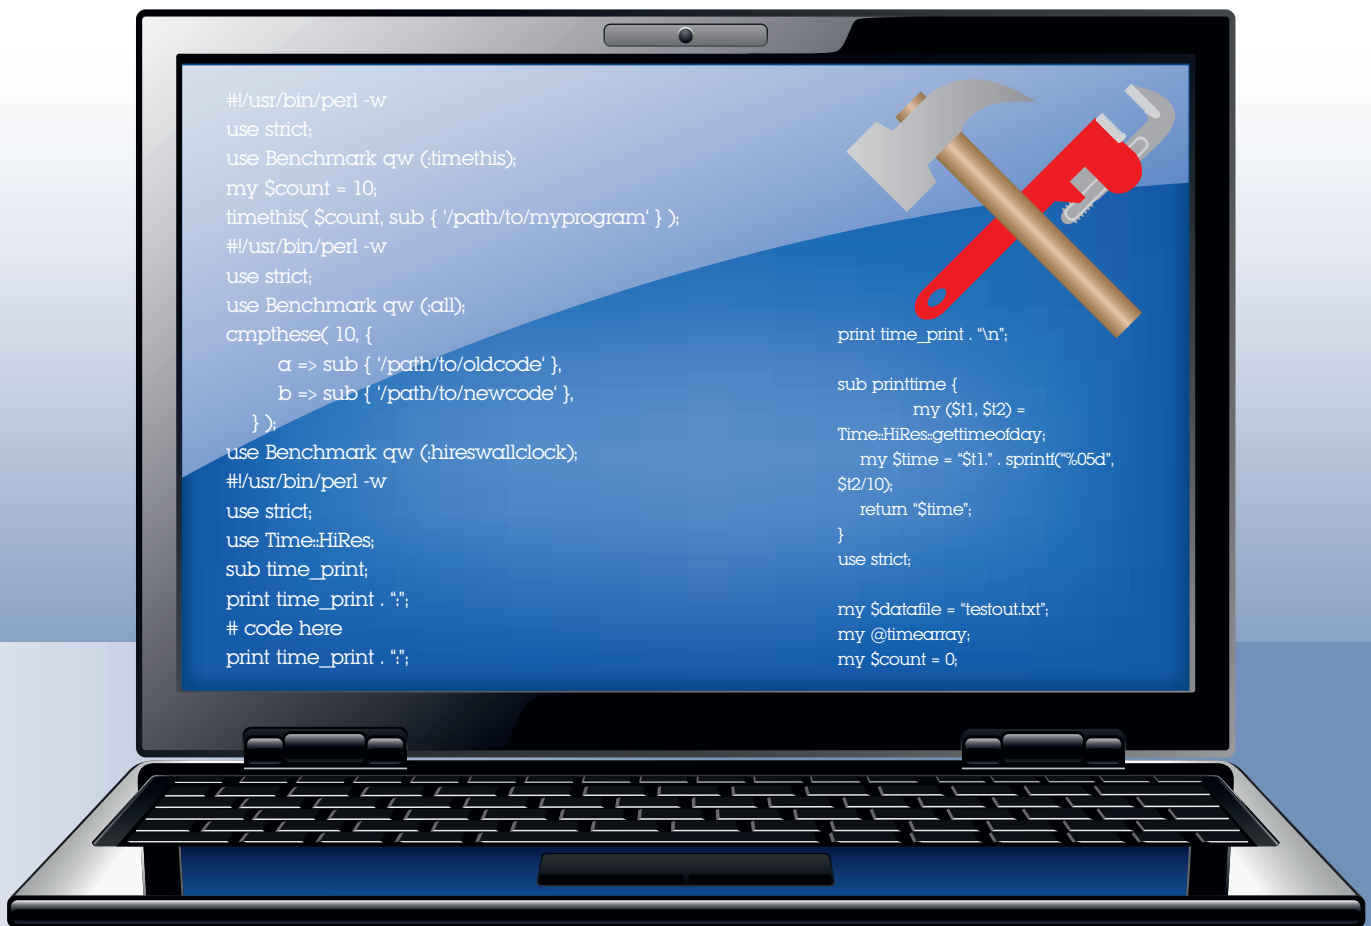 #!/usr/bin/perl -w
use strict;
use Benchmark qw (:timethis);
my $count = 10;
timethis( $count, sub { '/path/to/myprogram' } );
#!/usr/bin/perl -w
use strict;
use Benchmark qw (:all);
cmpthese( 10, {
a => sub { '/path/to/oldcode' },
b => sub { '/path/to/newcode' },
} );
use Benchmark qw (:hireswallclock);
#!/usr/bin/perl -w
use strict;
use Time::HiRes;
sub time_print;
print time_print . “:”;
# code here
print time_print . “:”;
print time_print . “\n”;
sub printtime {
my ($t1, $t2) =
Time::HiRes::gettimeofday;
my $time = “$t1.” . sprintf(“%05d”,
$t2/10);
return “$time”;
}
use strict;
my $datafile = “testout.txt”;
my @timearray;
my $count = 0;